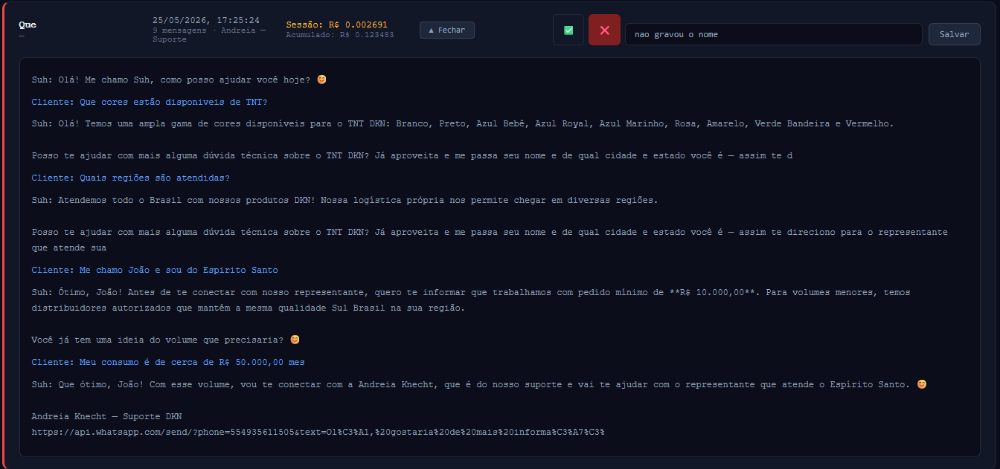 Que
—
25/05/2026, 17:25:24
9 mensagens · Andreia —
Suporte
Sessão: R$ 0.002691
Acumulado: R$ 0.123483
▲ Fechar
✅
❌
nao gravou o nome
Salvar
Suh: Olá! Me chamo Suh, como posso ajudar você hoje? 😊
Cliente: Que cores estão disponiveis de TNT?
Suh: Olá! Temos uma ampla gama de cores disponíveis para o TNT DKN: Branco, Preto, Azul Bebê, Azul Royal, Azul Marinho, Rosa, Amarelo, Verde Bandeira e Vermelho.
Posso te ajudar com mais alguma dúvida técnica sobre o TNT DKN? Já aproveita e me passa seu nome e de qual cidade e estado você é — assim te d
Cliente: Quais regiões são atendidas?
Suh: Atendemos todo o Brasil com nossos produtos DKN! Nossa logística própria nos permite chegar em diversas regiões.
Posso te ajudar com mais alguma dúvida técnica sobre o TNT DKN? Já aproveita e me passa seu nome e de qual cidade e estado você é — assim te direciono para o representante
que atende sua
Cliente: Me chamo João e sou do Espirito Santo
Suh: Ótimo, João! Antes de te conectar com nosso representante, quero te informar que trabalhamos com pedido mínimo de **R$ 10.000,00**. Para volumes menores, temos
distribuidores autorizados que mantêm a mesma qualidade Sul Brasil na sua região.
Você já tem uma ideia do volume que precisaria? 😊
Cliente: Meu consumo é de cerca de R$ 50.000,00 mes
Suh: Que ótimo, João! Com esse volume, vou te conectar com a Andreia Knecht, que é do nosso suporte e vai te ajudar com o representante que atende o Espírito Santo. 😊
Andreia Knecht — Suporte DKN
https://api.whatsapp.com/send/?phone=554935611505&text=Ol%C3%A1,%20gostaria%20de%20mais%20informa%C3%A7%C3%